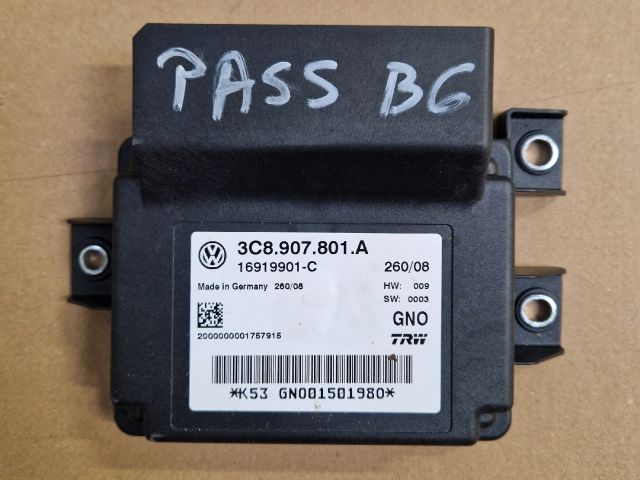 PASS B6
3C8.907.801.A
16919901-C 260/08
Made in Germany 260/08 HW: 009
SW: 0003
GNO
2000000001757915
TRW
*K53 GN001501980*